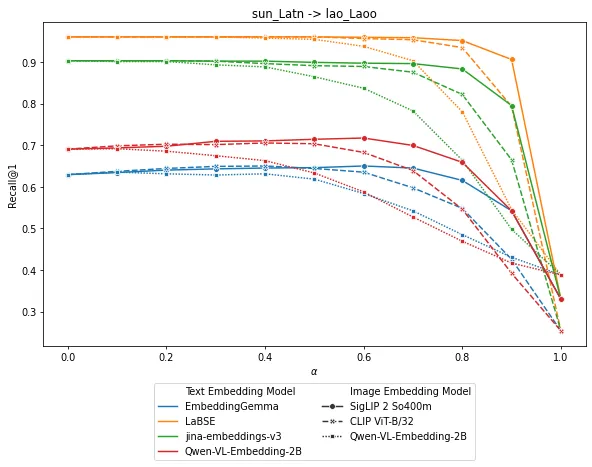 sun_Latn -> lao_Laoo
Recall@1
0.9
0.8
0.7
0.6
0.5
0.4
0.3
0.0 0.2 0.4 0.6 0.8 1.0
α
Text Embedding Model Image Embedding Model
EmbeddingGemma SigLIP 2 So400m
LaBSE CLIP ViT-B/32
jina-embeddings-v3 Qwen-VL-Embedding-2B
Qwen-VL-Embedding-2B